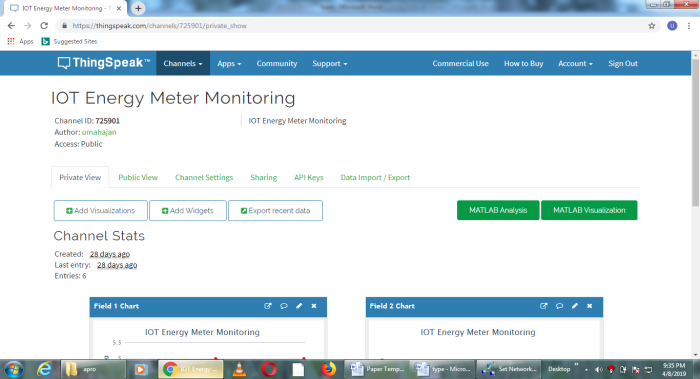 IOT Energy Meter Monitoring - T
https://thingspeak.com/channels/725901/private_show
Apps Suggested Sites
ThingSpeak™ Channels Apps Community Support Commercial Use How to Buy Account Sign Out
IOT Energy Meter Monitoring
Channel ID: 725901 IOT Energy Meter Monitoring
Author: umahajan
Access: Public
Private View Public View Channel Settings Sharing API Keys Data Import / Export
Add Visualizations Add Widgets Export recent data MATLAB Analysis MATLAB Visualization
Channel Stats
Created: 28 days ago
Last entry: 28 days ago
Entries: 6
Field 1 Chart Field 2 Chart
IOT Energy Meter Monitoring IOT Energy Meter Monitoring
5.5
5
apro IOT Energy ... Paper Temp... type - Micro... Set Network... Desktop 9:35 PM
4/8/2019